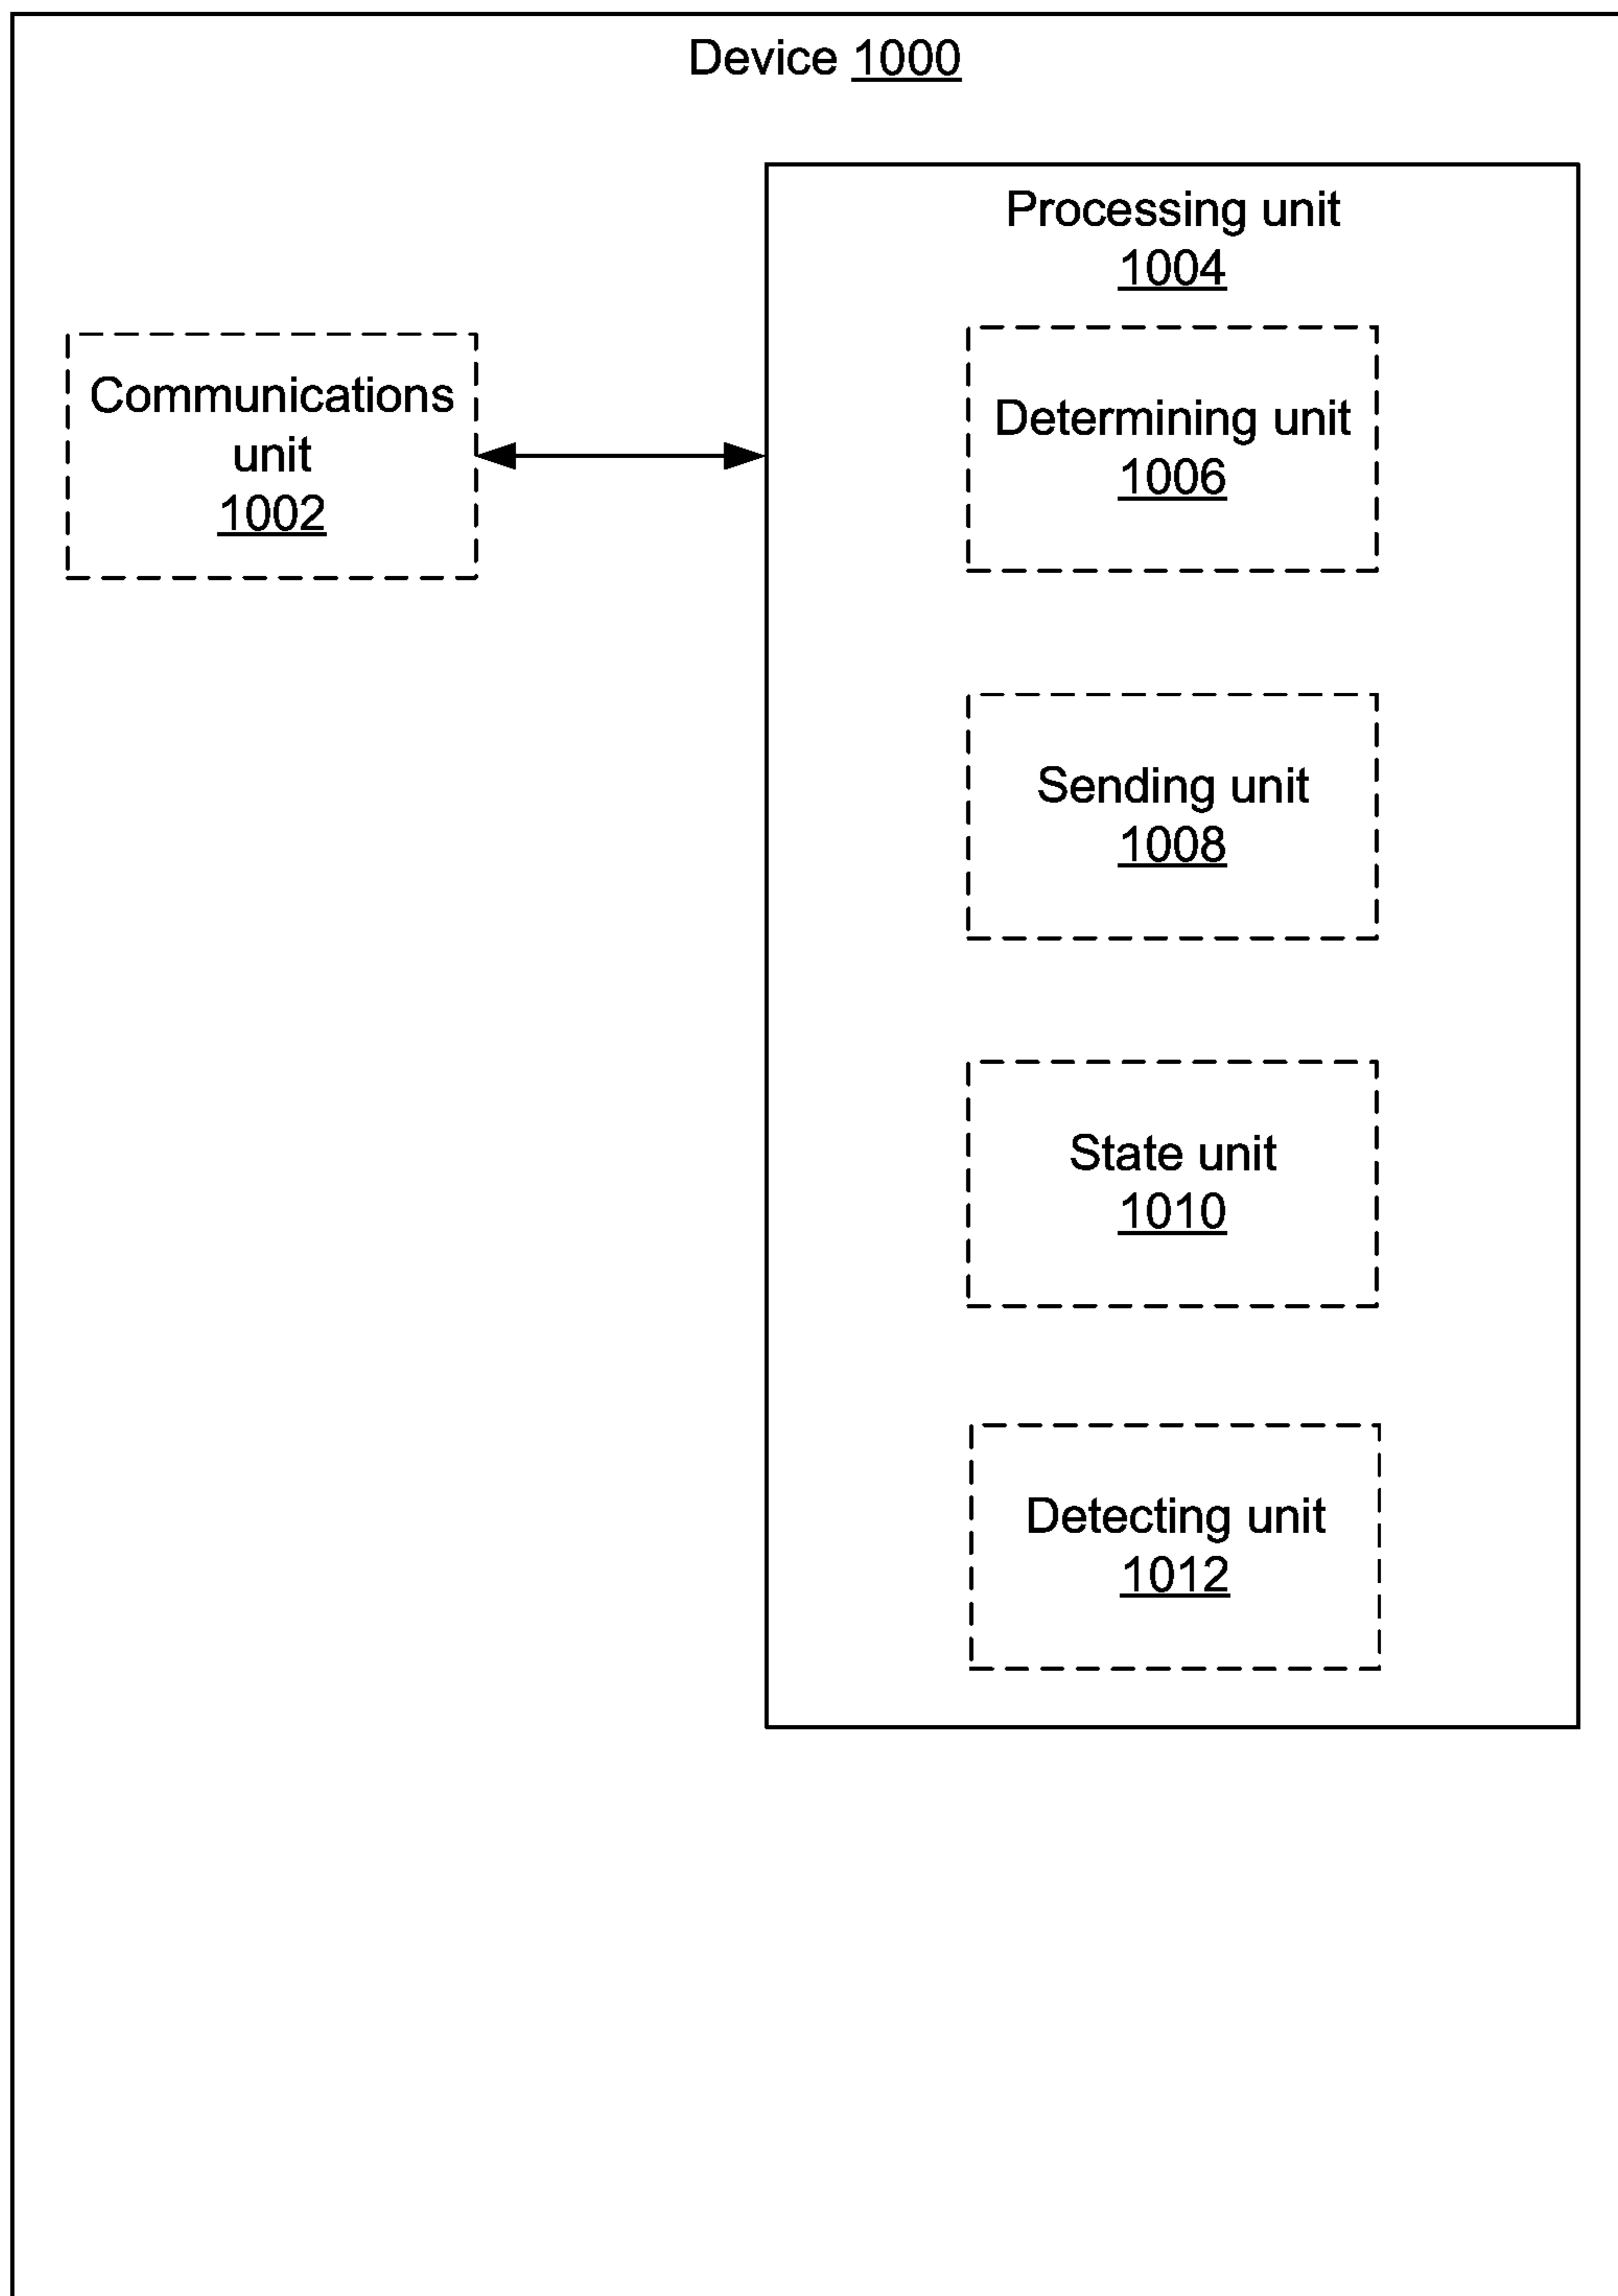 Device 1000
Processing unit
1004
Communications
unit
1002
Determining unit
1006
Sending unit
1008
State unit
1010
Detecting unit
1012